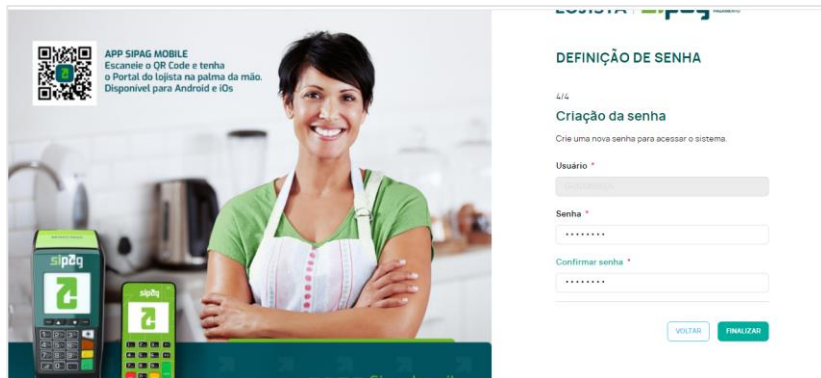 APP SIPAG MOBILE
Escaneie o QR Code e tenha
o Portal do lojista na palma da mão.
Disponível para Android e iOs
sipag
sipag
LOJISTA | sipag
DEFINIÇÃO DE SENHA
4/4
Criação da senha
Crie uma nova senha para acessar o sistema.
Usuário *
Senha *
••••••••
Confirmar senha *
••••••••
VOLTAR FINALIZAR